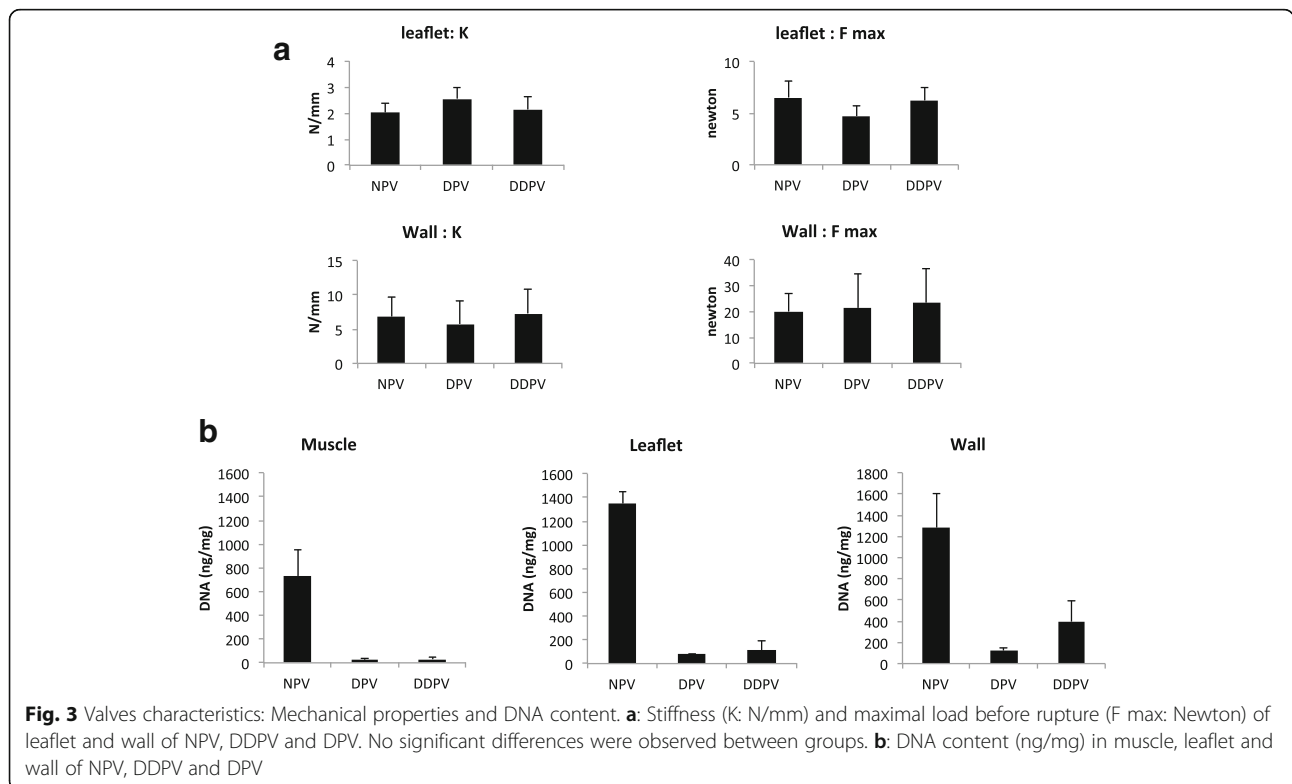 a
leaflet: K
N/mm
4
3
2
1
0
NPV DPV DDPV
leaflet : F max
newton
10
5
0
NPV DPV DDPV
Wall : K
N/mm
15
10
5
0
NPV DPV DDPV
Wall : F max
newton
40
30
20
10
0
NPV DPV DDPV
b
Muscle
DNA (ng/mg)
1600
1400
1200
1000
800
600
400
200
0
NPV DPV DDPV
Leaflet
DNA (ng/mg)
1600
1400
1200
1000
800
600
400
200
0
NPV DPV DDPV
Wall
DNA (ng/mg)
1800
1600
1400
1200
1000
800
600
400
200
0
NPV DPV DDPV
Fig. 3 Valves characteristics: Mechanical properties and DNA content. a: Stiffness (K: N/mm) and maximal load before rupture (F max: Newton) of
leaflet and wall of NPV, DDPV and DPV. No significant differences were observed between groups. b: DNA content (ng/mg) in muscle, leaflet and
wall of NPV, DDPV and DPV